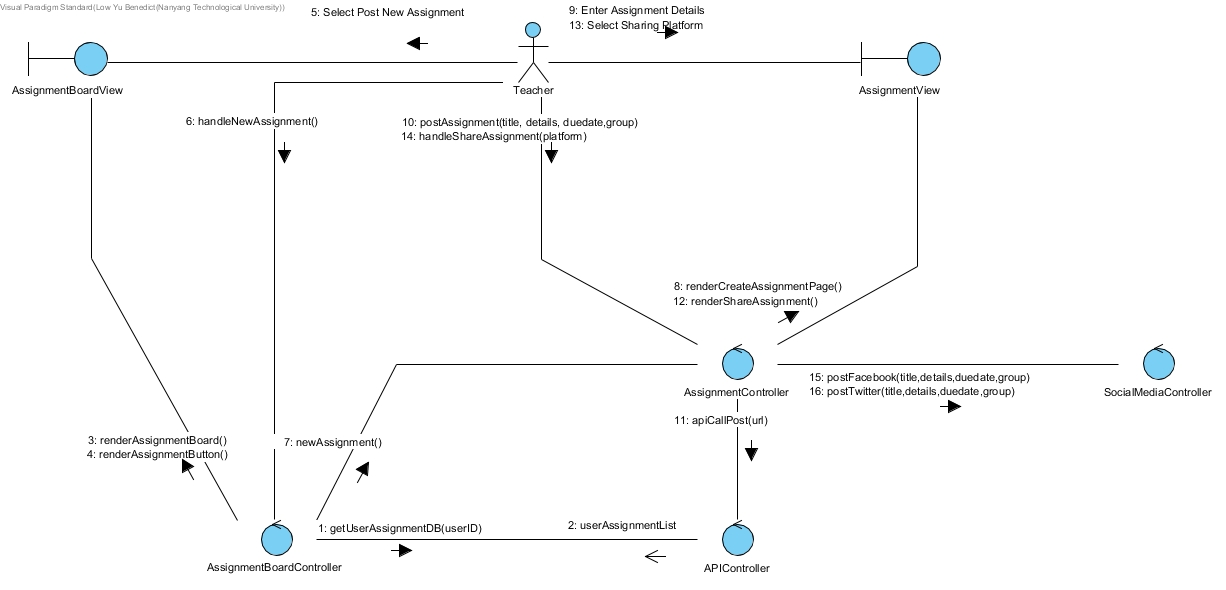 Visual Paradigm Standard(Low Yu Benedict(Nanyang Technological University))
5: Select Post New Assignment
9: Enter Assignment Details
13: Select Sharing Platform
AssignmentBoardView
Teacher
AssignmentView
6: handleNewAssignment()
10: postAssignment(title, details, duedate,group)
14: handleShareAssignment(platform)
8: renderCreateAssignmentPage()
12: renderShareAssignment()
AssignmentController
15: postFacebook(title,details,duedate,group)
16: postTwitter(title,details,duedate,group)
SocialMediaController
11: apiCallPost(url)
3: renderAssignmentBoard()
4: renderAssignmentButton()
7: newAssignment()
1: getUserAssignmentDB(userID)
2: userAssignmentList
AssignmentBoardController
APIController